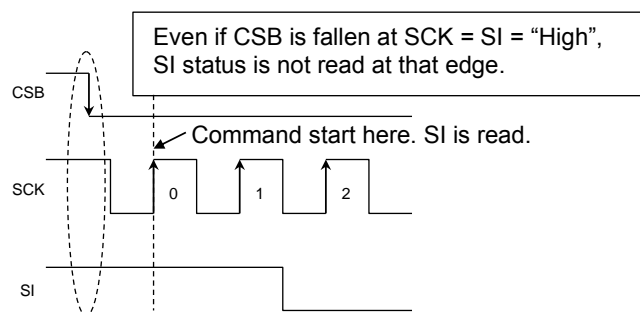 Even if CSB is fallen at SCK = SI = “High”,
SI status is not read at that edge.
CSB
Command start here. SI is read.
SCK
0
1
2
SI